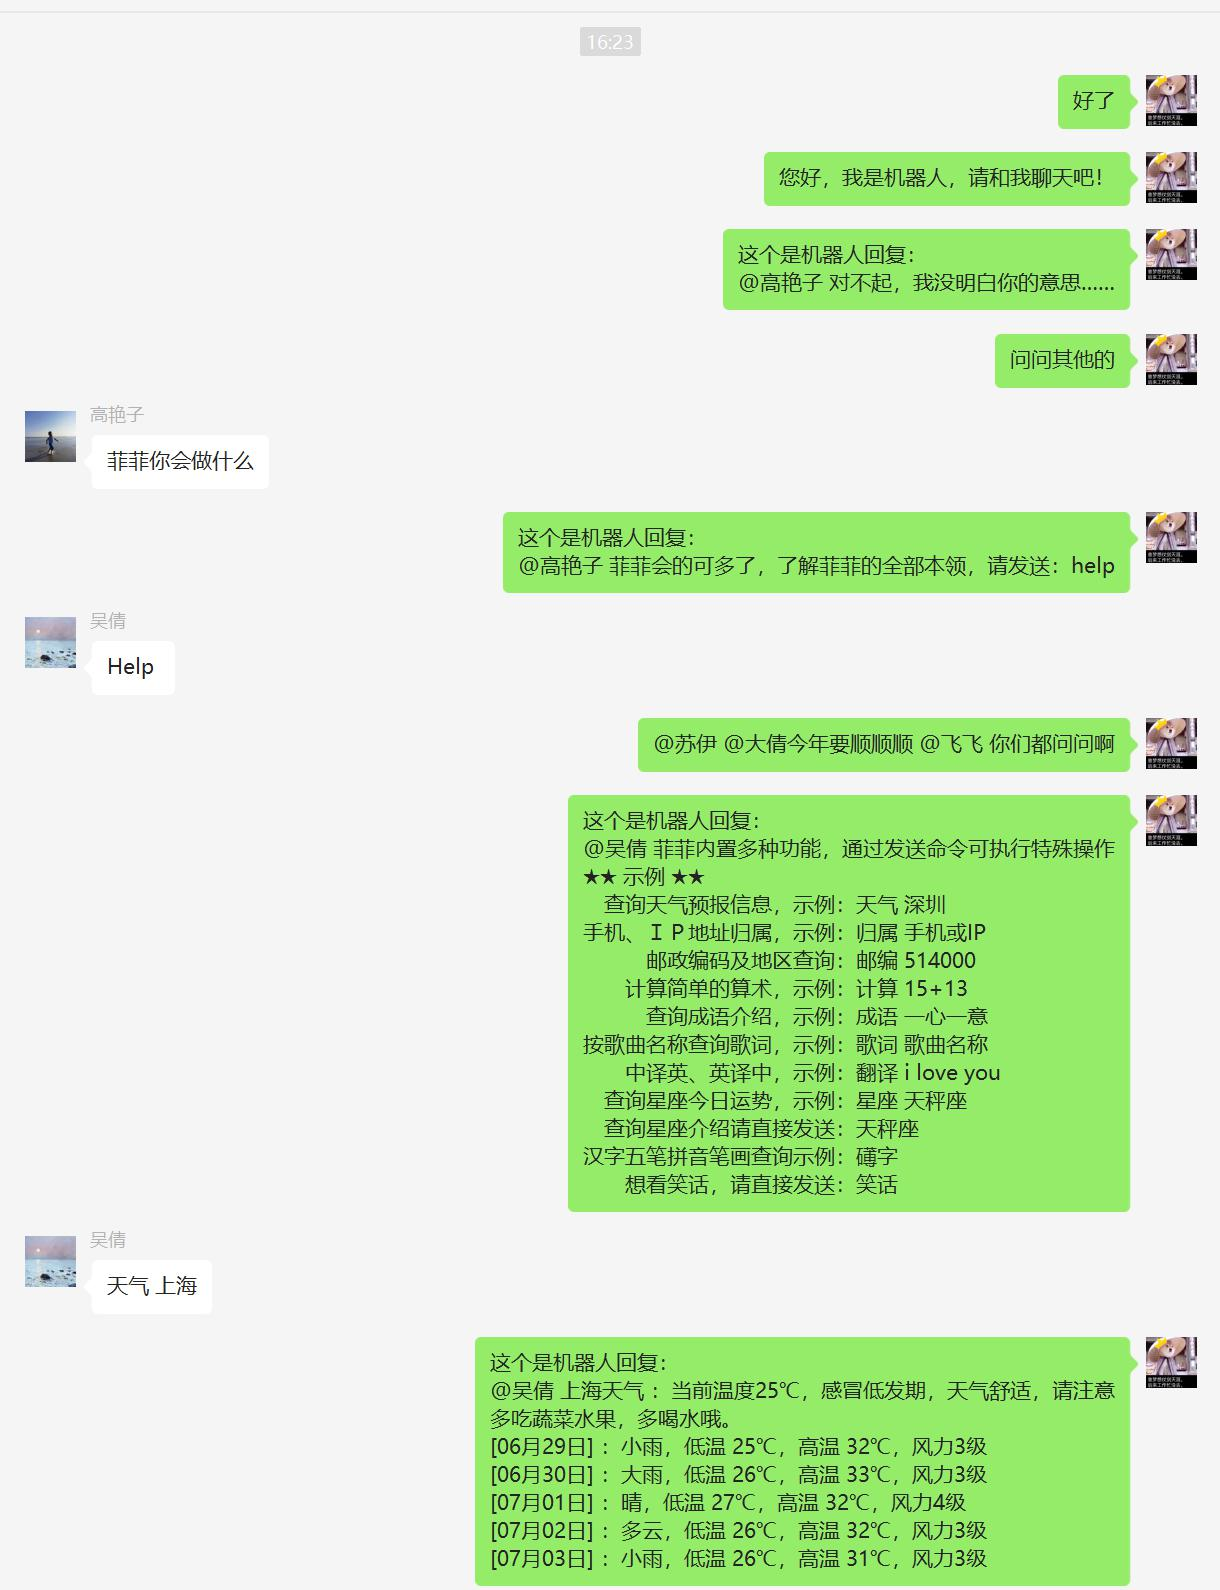 16:23
好了
您好，我是机器人，请和我聊天吧！
这个是机器人回复：
@高艳子 对不起，我没明白你的意思……
问问其他的
高艳子
菲菲你会做什么
这个是机器人回复：
@高艳子 菲菲会的可多了，了解菲菲的全部本领，请发送：help
吴倩
Help
@苏伊 @大倩今年要顺顺顺 @飞飞 你们都问问啊
这个是机器人回复：
@吴倩 菲菲内置多种功能，通过发送命令可执行特殊操作
★★ 示例 ★★
查询天气预报信息，示例：天气 深圳
手机、ＩＰ地址归属，示例：归属 手机或IP
邮政编码及地区查询：邮编 514000
计算简单的算术，示例：计算 15+13
查询成语介绍，示例：成语 一心一意
按歌曲名称查询歌词，示例：歌词 歌曲名称
中译英、英译中，示例：翻译 i love you
查询星座今日运势，示例：星座 天秤座
查询星座介绍请直接发送：天秤座
汉字五笔拼音笔画查询示例：礴字
想看笑话，请直接发送：笑话
吴倩
天气 上海
这个是机器人回复：
@吴倩 上海天气 ：当前温度25℃，感冒低发期，天气舒适，请注意
多吃蔬菜水果，多喝水哦。
[06月29日] ：小雨，低温 25℃，高温 32℃，风力3级
[06月30日] ：大雨，低温 26℃，高温 33℃，风力3级
[07月01日] ：晴，低温 27℃，高温 32℃，风力4级
[07月02日] ：多云，低温 26℃，高温 32℃，风力3级
[07月03日] ：小雨，低温 26℃，高温 31℃，风力3级